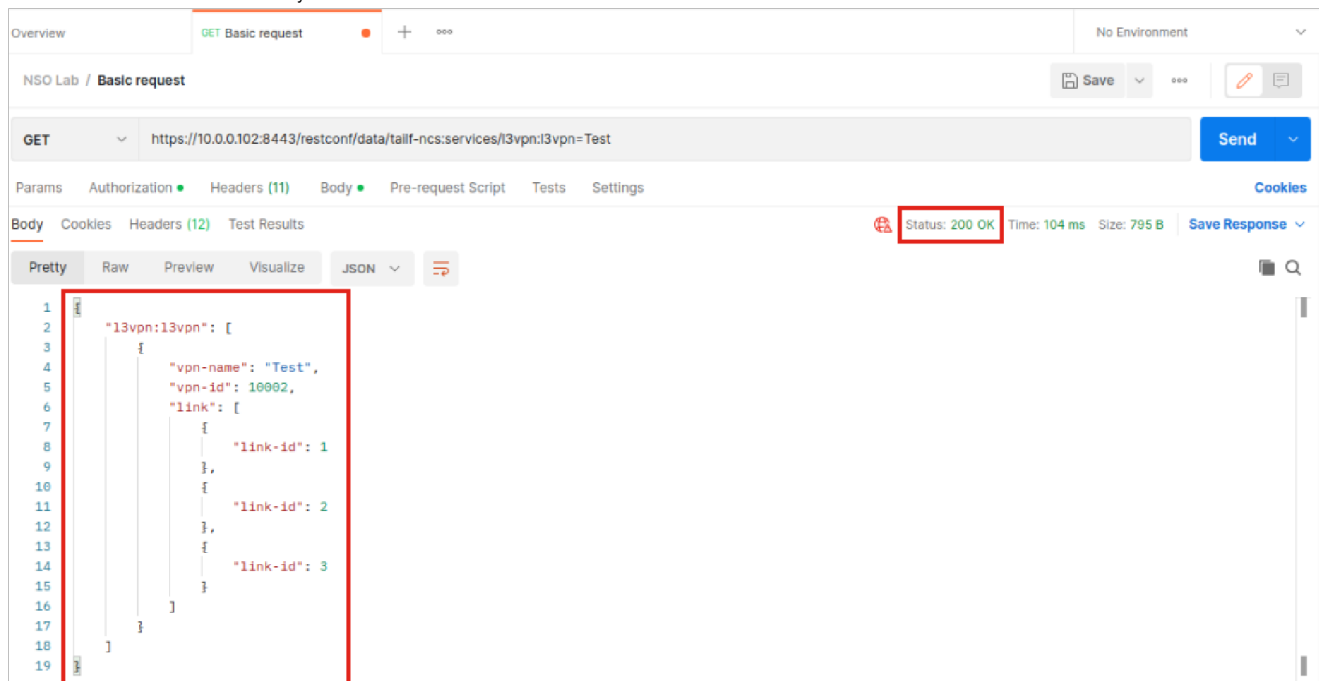 Overview GET Basic request + ooo No Environment
NSO Lab / Basic request Save ooo
GET https://10.0.0.102:8443/restconf/data/tailf-ncs:services/l3vpn:l3vpn=Test Send
Params Authorization Headers (11) Body Pre-request Script Tests Settings Cookies
Body Cookies Headers (12) Test Results Status: 200 OK Time: 104 ms Size: 795 B Save Response
Pretty Raw Preview Visualize JSON
1 {
2 "l3vpn:l3vpn": [
3 {
4 "vpn-name": "Test",
5 "vpn-id": 10002,
6 "link": [
7 {
8 "link-id": 1
9 },
10 {
11 "link-id": 2
12 },
13 {
14 "link-id": 3
15 }
16 ]
17 }
18 ]
19 }